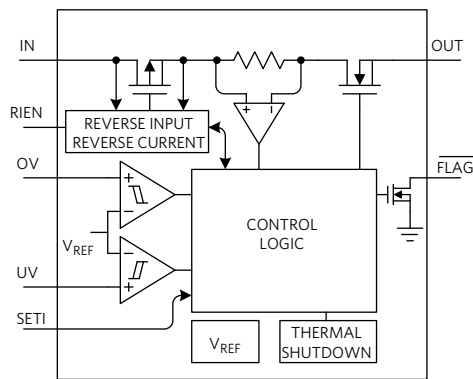 IN
OUT
RIEN
REVERSE INPUT
REVERSE CURRENT
OV
FLAG
CONTROL
LOGIC
VREF
UV
SETI
VREF
THERMAL
SHUTDOWN